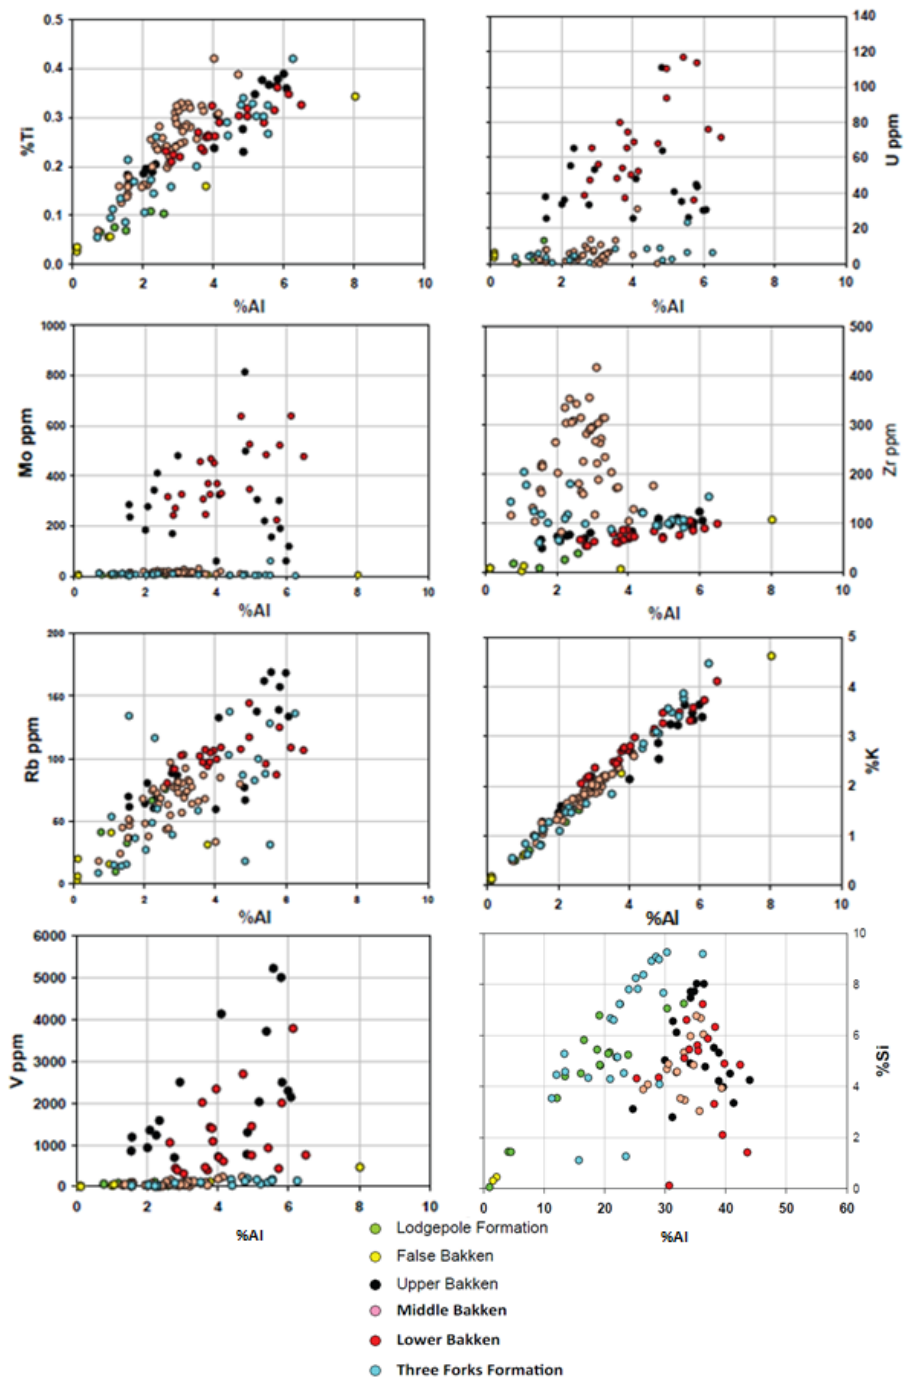 0.5
0.4
0.3
0.2
0.1
0.0
%Ti
0 2 4 6 8 10
%Al
140
120
100
80
60
40
20
0
U ppm
0 2 4 6 8 10
%Al
1000
800
600
400
200
0
Mo ppm
0 2 4 6 8 10
%Al
500
400
300
200
100
0
Zr ppm
0 2 4 6 8 10
%Al
200
150
100
50
0
Rb ppm
0 2 4 6 8 10
%Al
5
4
3
2
1
0
%K
0 2 4 6 8 10
%Al
6000
5000
4000
3000
2000
1000
0
V ppm
0 2 4 6 8 10
%Al
10
8
6
4
2
0
%Si
0 10 20 30 40 50 60
%Al
Lodgepole Formation
False Bakken
Upper Bakken
Middle Bakken
Lower Bakken
Three Forks Formation